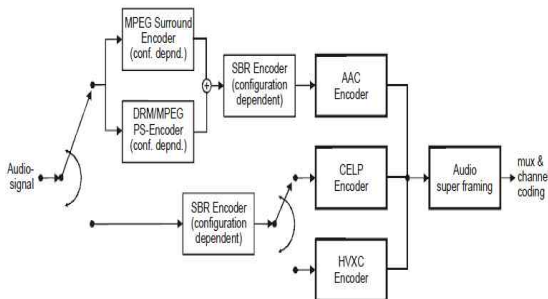 MPEG Surround
Encoder
(conf. depnd.)
DRM/MPEG
PS-Encoder
(conf. depnd.)
SBR Encoder
(configuration
dependent)
AAC
Encoder
Audio-
signal
SBR Encoder
(configuration
dependent)
CELP
Encoder
HVXC
Encoder
Audio
super framing
mux &
channel
coding